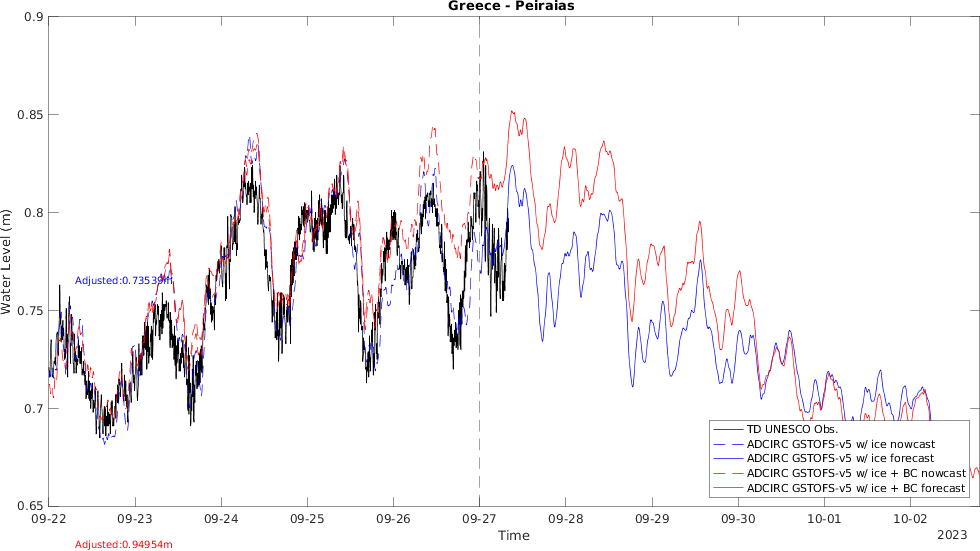 Greece - Peiraias
0.9
0.85
0.8
0.75
0.7
0.65
Water Level (m)
Adjusted:0.73539m
TD UNESCO Obs.
ADCIRC GSTOFS-v5 w/ ice nowcast
ADCIRC GSTOFS-v5 w/ ice forecast
ADCIRC GSTOFS-v5 w/ ice + BC nowcast
ADCIRC GSTOFS-v5 w/ ice + BC forecast
09-22 09-23 09-24 09-25 09-26 09-27 09-28 09-29 09-30 10-01 10-02
Time
2023
Adjusted:0.94954m